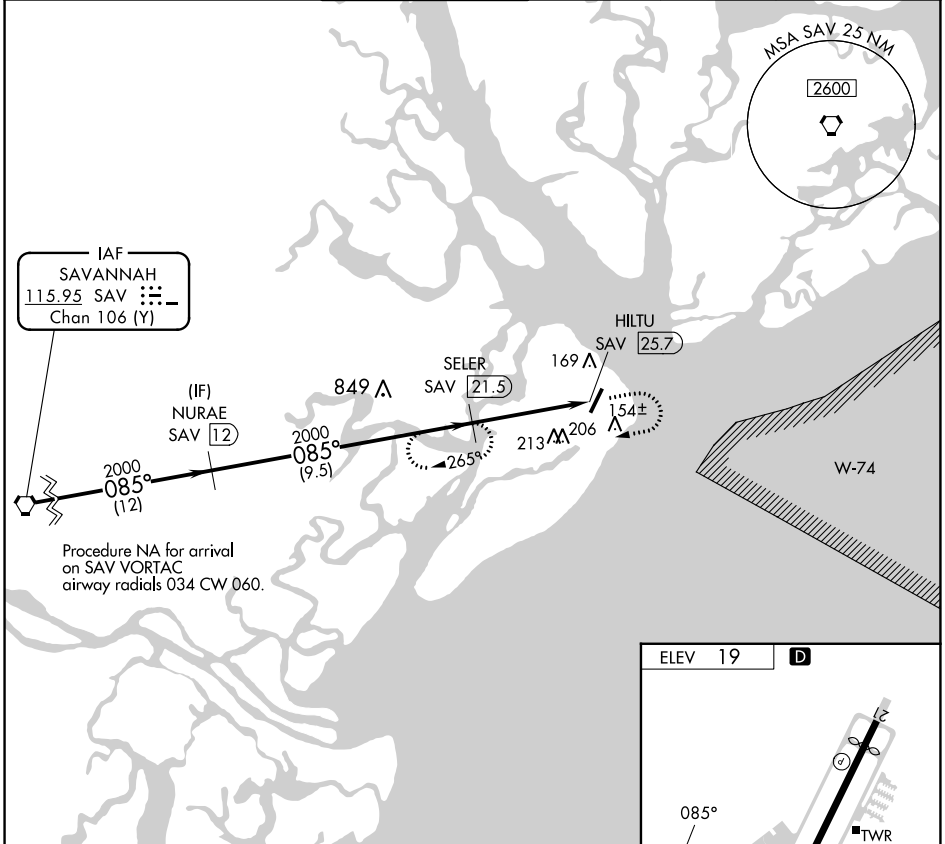 MSA SAV 25 NM
2600
IAF
SAVANNAH
115.95 SAV
Chan 106 (Y)
HILTU
SAV 25.7
169
SELER
SAV 21.5
849
(IF)
NURAE
SAV 12
154±
206
213
2000
085°
(9.5)
265°
2000
085°
(12)
W-74
Procedure NA for arrival
on SAV VORTAC
airway radials 034 CW 060.
ELEV 19 D
21
P
085°
TWR